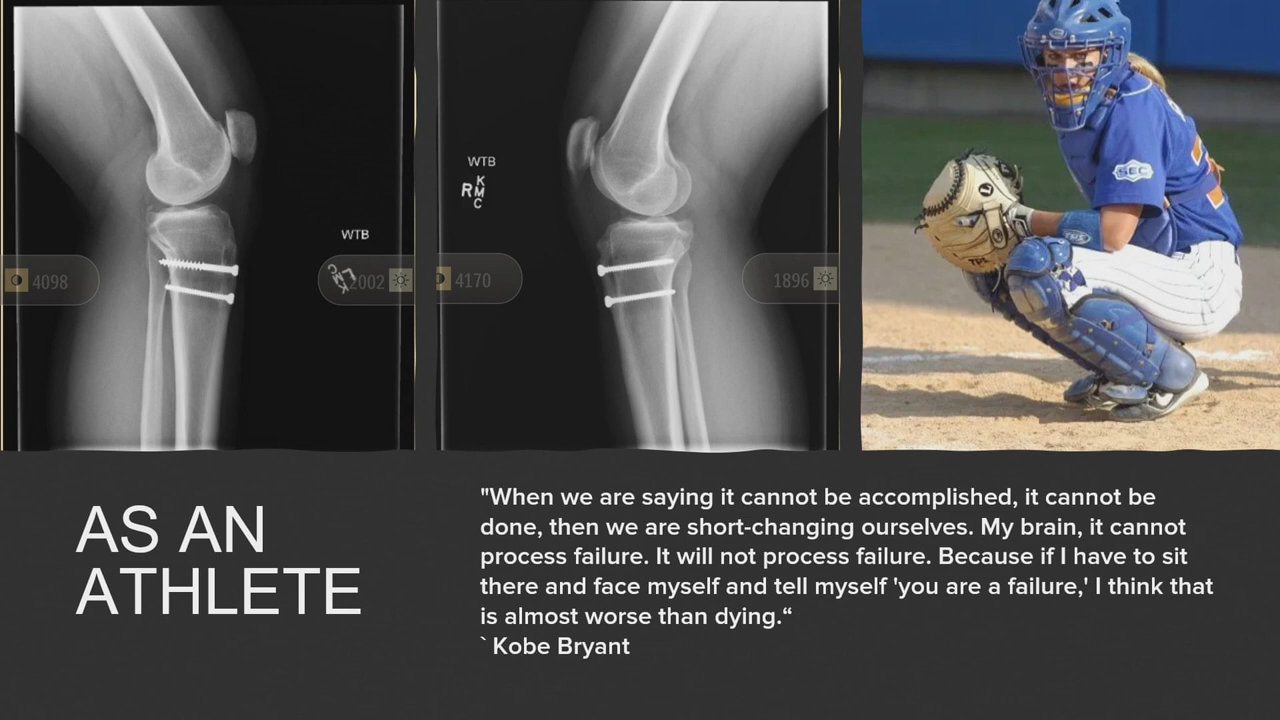 WTB
4098
2002
WTB
R
K
M
C
4170
1896
SEC
TPS
AS AN
ATHLETE
"When we are saying it cannot be accomplished, it cannot be
done, then we are short-changing ourselves. My brain, it cannot
process failure. It will not process failure. Because if I have to sit
there and face myself and tell myself 'you are a failure,' I think that
is almost worse than dying.“
` Kobe Bryant